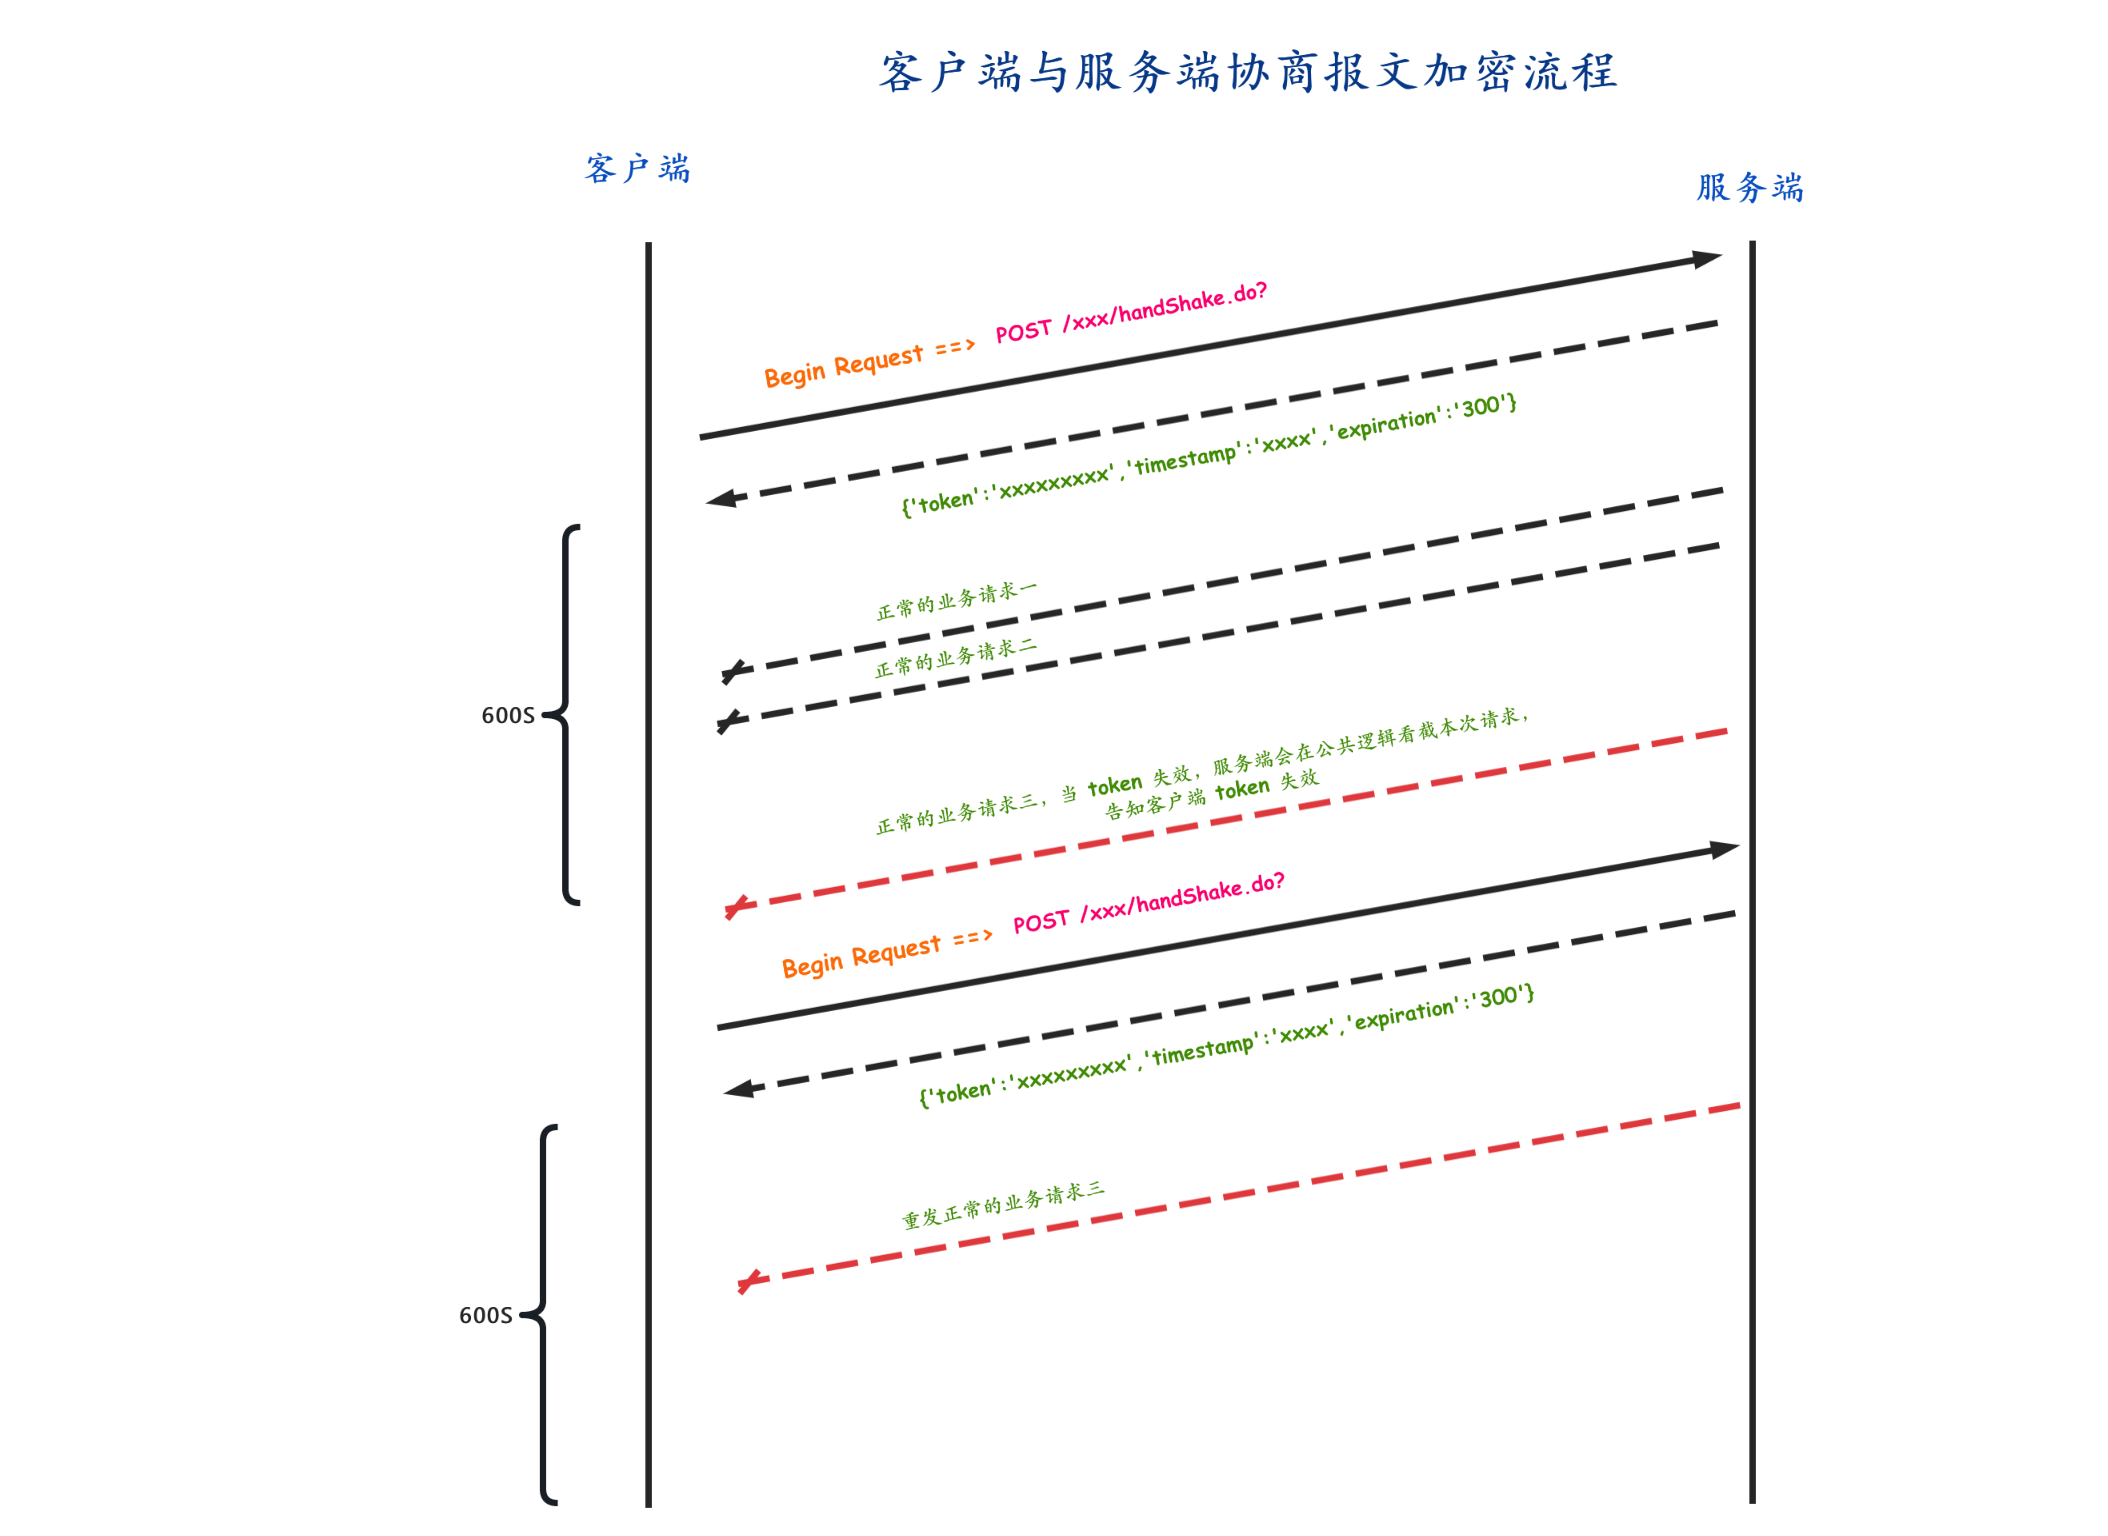 客户端与服务端协商报文加密流程
客户端
服务端
Begin Request ==> POST /xxx/handShake.do?
{'token':'xxxxxxxxx','timestamp':'xxxx','expiration':'300'}
正常的业务请求一
正常的业务请求二
600S
正常的业务请求三，当 token 失效，服务端会在公共逻辑看截本次请求，
告知客户端 token 失效
Begin Request ==> POST /xxx/handShake.do?
{'token':'xxxxxxxxx','timestamp':'xxxx','expiration':'300'}
重发正常的业务请求三
600S